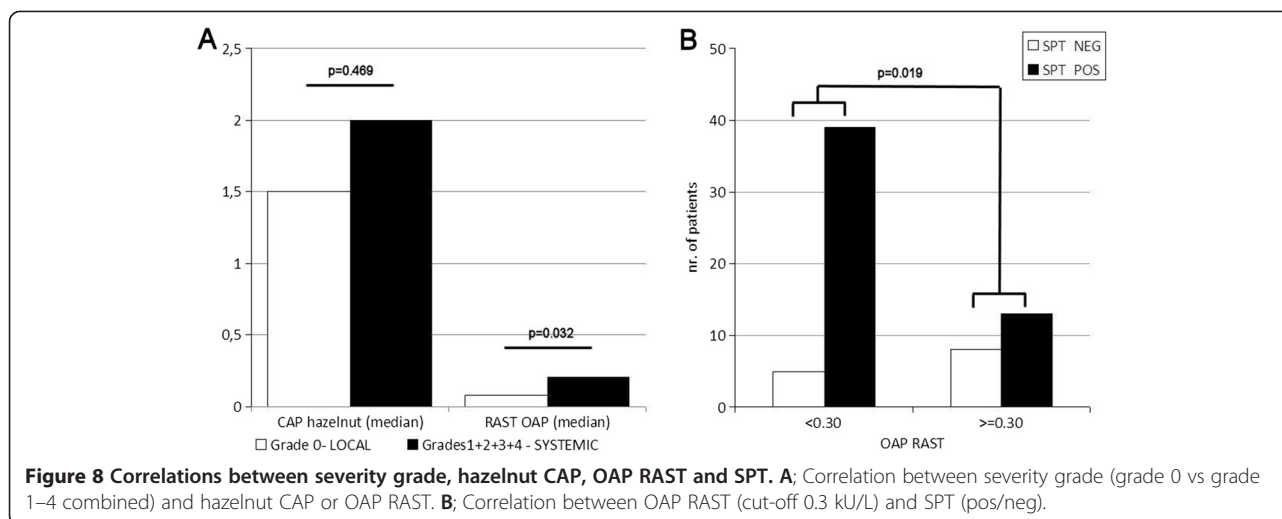 A
2,5
2
1,5
1
0,5
0
p=0.469
p=0.032
CAP hazelnut (median)
RAST OAP (median)
Grade 0- LOCAL
Grades1+2+3+4 - SYSTEMIC
B
SPT NEG
SPT POS
nr. of patients
50
40
30
20
10
0
p=0.019
<0.30
>=0.30
OAP RAST
Figure 8 Correlations between severity grade, hazelnut CAP, OAP RAST and SPT. A; Correlation between severity grade (grade 0 vs grade
1–4 combined) and hazelnut CAP or OAP RAST. B; Correlation between OAP RAST (cut-off 0.3 kU/L) and SPT (pos/neg).